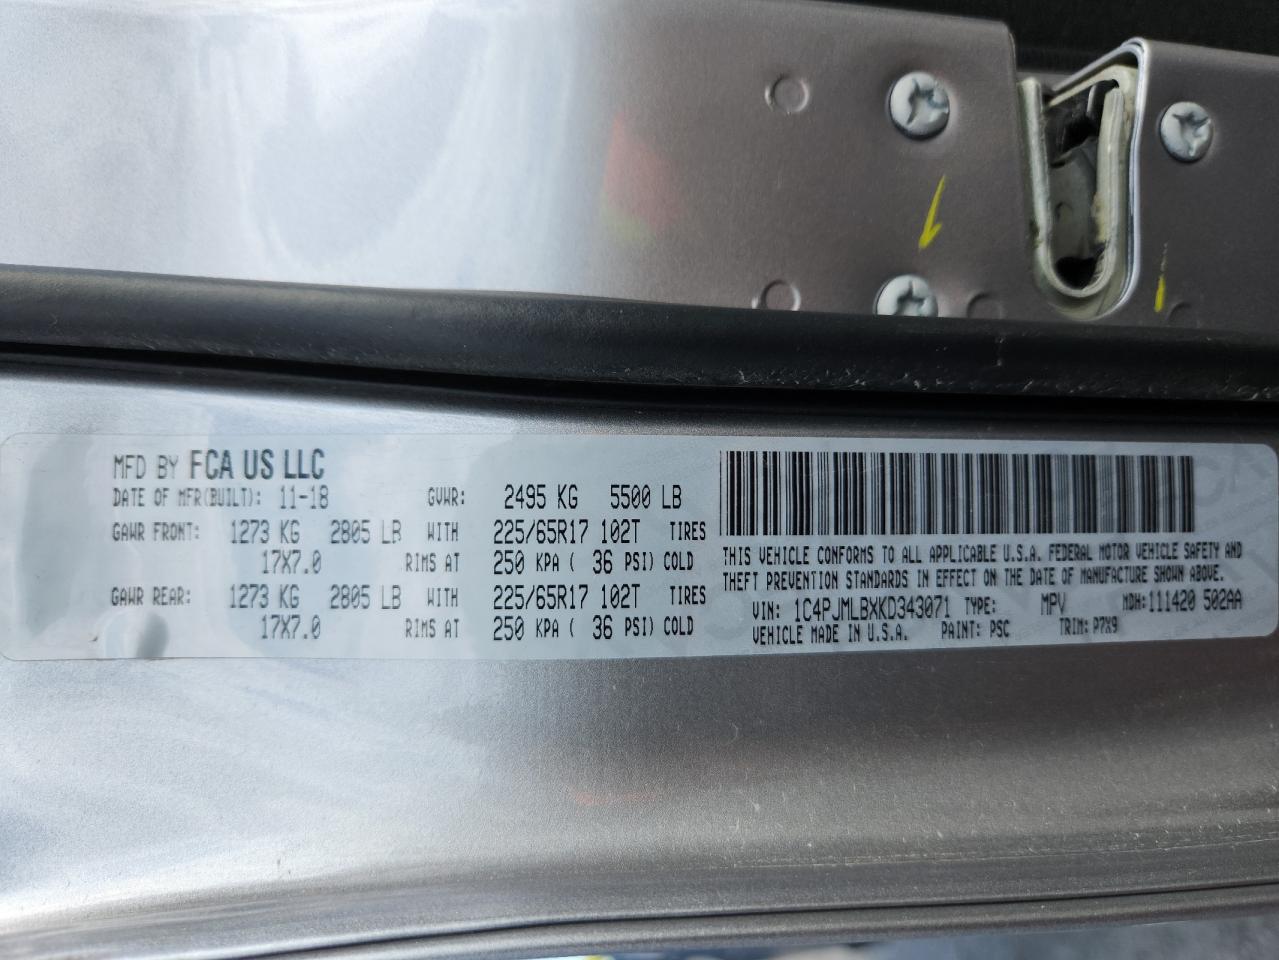 MFD BY FCA US LLC
DATE OF MFR(BUILT): 11-18 GVWR: 2495 KG 5500 LB
GAWR FRONT: 1273 KG 2805 LB WITH 225/65R17 102T TIRES
17X7.0 RIMS AT 250 KPA ( 36 PSI) COLD
GAWR REAR: 1273 KG 2805 LB WITH 225/65R17 102T TIRES
17X7.0 RIMS AT 250 KPA ( 36 PSI) COLD
THIS VEHICLE CONFORMS TO ALL APPLICABLE U.S.A. FEDERAL MOTOR VEHICLE SAFETY AND
THEFT PREVENTION STANDARDS IN EFFECT ON THE DATE OF MANUFACTURE SHOWN ABOVE.
VIN: 1C4PJMLBXKD343071 TYPE: MPV MDH:111420 502AA
VEHICLE MADE IN U.S.A. PAINT: PSC TRIM: P7X9